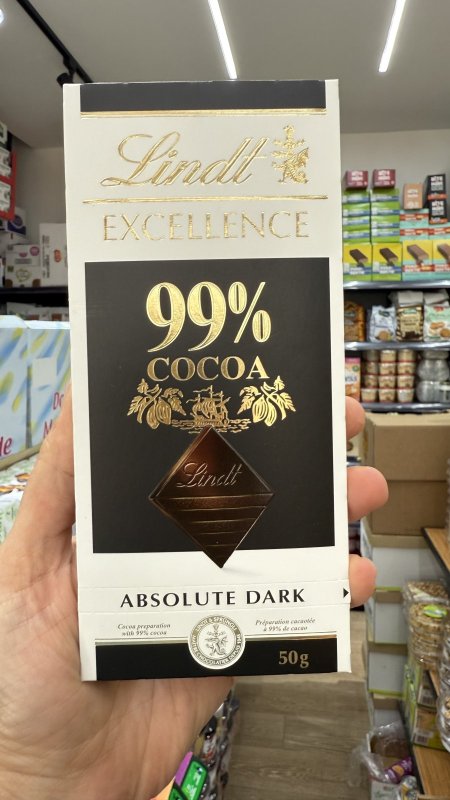 Lindt
EXCELLENCE
99%
COCOA
Lindt
ABSOLUTE DARK
Cocoa preparation
with 99% cocoa
Préparation cacaotée
à 99% de cacao
50g